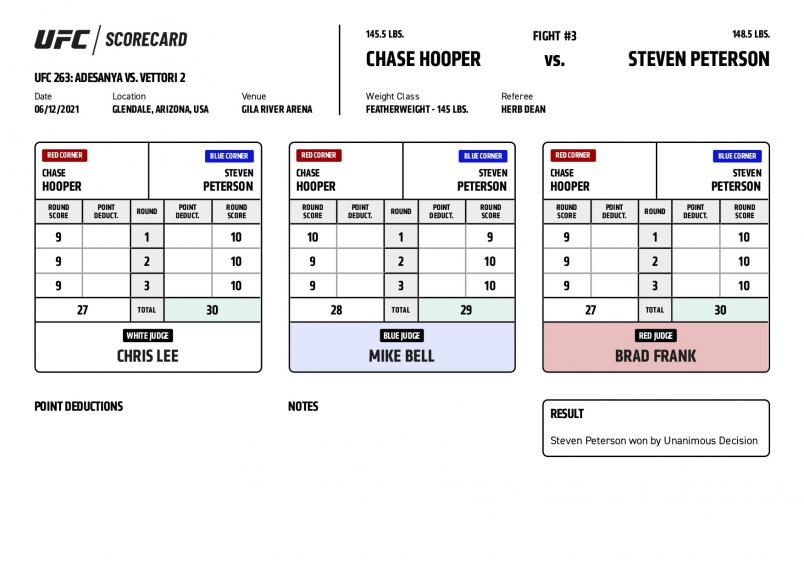 UFC SCORECARD
UFC 263: ADESANYA VS. VETTORI 2
Date Location Venue
06/12/2021 GLENDALE, ARIZONA, USA GILA RIVER ARENA
145.5 LBS. FIGHT #3 148.5 LBS.
CHASE HOOPER VS. STEVEN PETERSON
Weight Class Referee
FEATHERWEIGHT - 145 LBS. HERB DEAN
RED CORNER BLUE CORNER
CHASE STEVEN
HOOPER PETERSON
ROUND SCORE POINT DEDUCT. ROUND POINT DEDUCT. ROUND SCORE
9 1 10
9 2 10
9 3 10
27 TOTAL 30
WHITE JUDGE
CHRIS LEE
RED CORNER BLUE CORNER
CHASE STEVEN
HOOPER PETERSON
ROUND SCORE POINT DEDUCT. ROUND POINT DEDUCT. ROUND SCORE
10 1 9
9 2 10
9 3 10
28 TOTAL 29
BLUE JUDGE
MIKE BELL
RED CORNER BLUE CORNER
CHASE STEVEN
HOOPER PETERSON
ROUND SCORE POINT DEDUCT. ROUND POINT DEDUCT. ROUND SCORE
9 1 10
9 2 10
9 3 10
27 TOTAL 30
RED JUDGE
BRAD FRANK
POINT DEDUCTIONS
NOTES
RESULT
Steven Peterson won by Unanimous Decision